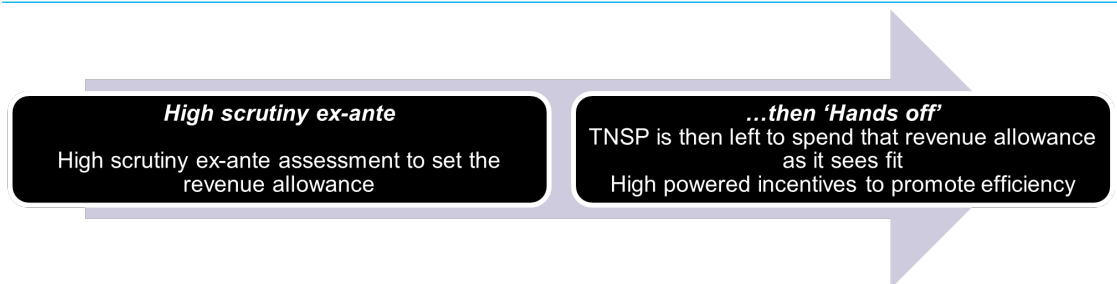 High scrutiny ex-ante
High scrutiny ex-ante assessment to set the
revenue allowance
…then ‘Hands off’
TNSP is then left to spend that revenue allowance
as it sees fit
High powered incentives to promote efficiency